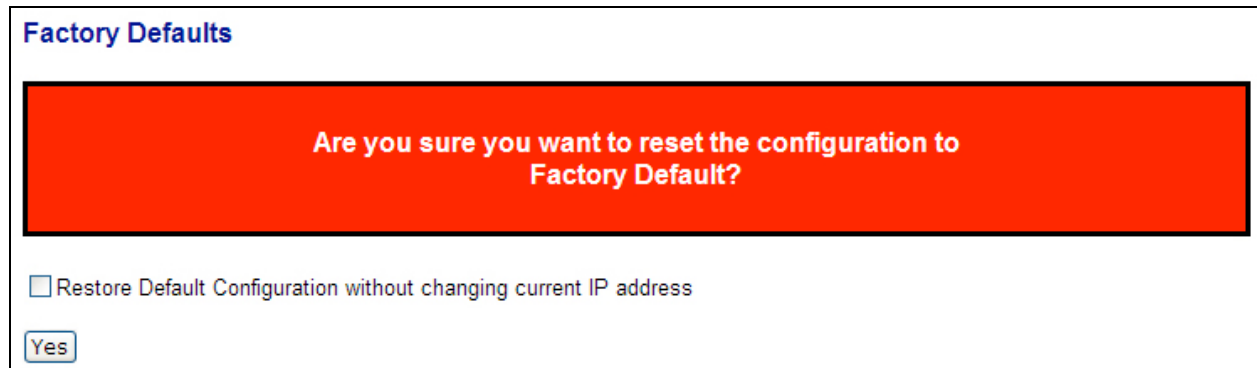 Factory Defaults
Are you sure you want to reset the configuration to
Factory Default?
Restore Default Configuration without changing current IP address
Yes